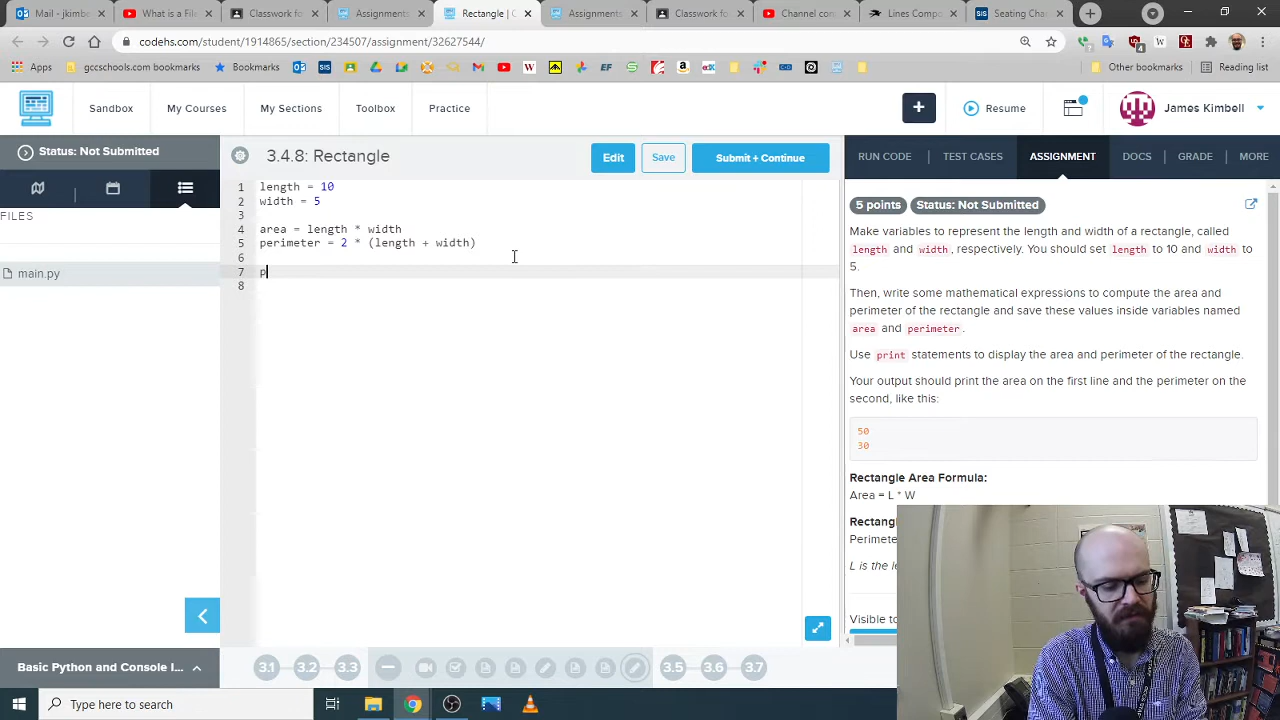 Assignments - jkimbe
What is a Fi
Classwork fo
Assignments
Rectangle | C
Assignments
Classwork fo
Channel con
Lines Compo
Seating Char
codehs.com/student/1914865/section/234507/assignment/32627544/
Apps
gccschools.com bookmarks
Bookmarks
Other bookmarks
Reading list
Sandbox
My Courses
My Sections
Toolbox
Practice
+
Resume
James Kimbell
Status: Not Submitted
3.4.8: Rectangle
Edit
Save
Submit + Continue
RUN CODE
TEST CASES
ASSIGNMENT
DOCS
GRADE
MORE
FILES
main.py
1 length = 10
2 width = 5
3
4 area = length * width
5 perimeter = 2 * (length + width)
6
7 p
8
5 points
Status: Not Submitted
Make variables to represent the length and width of a rectangle, called
length and width, respectively. You should set length to 10 and width to
5.
Then, write some mathematical expressions to compute the area and
perimeter of the rectangle and save these values inside variables named
area and perimeter.
Use print statements to display the area and perimeter of the rectangle.
Your output should print the area on the first line and the perimeter on the
second, like this:
50
30
Rectangle Area Formula:
Area = L * W
Rectang
Perimete
L is the le
Visible to
Basic Python and Console I...
3.1
3.2
3.3
3.5
3.6
3.7
Type here to search